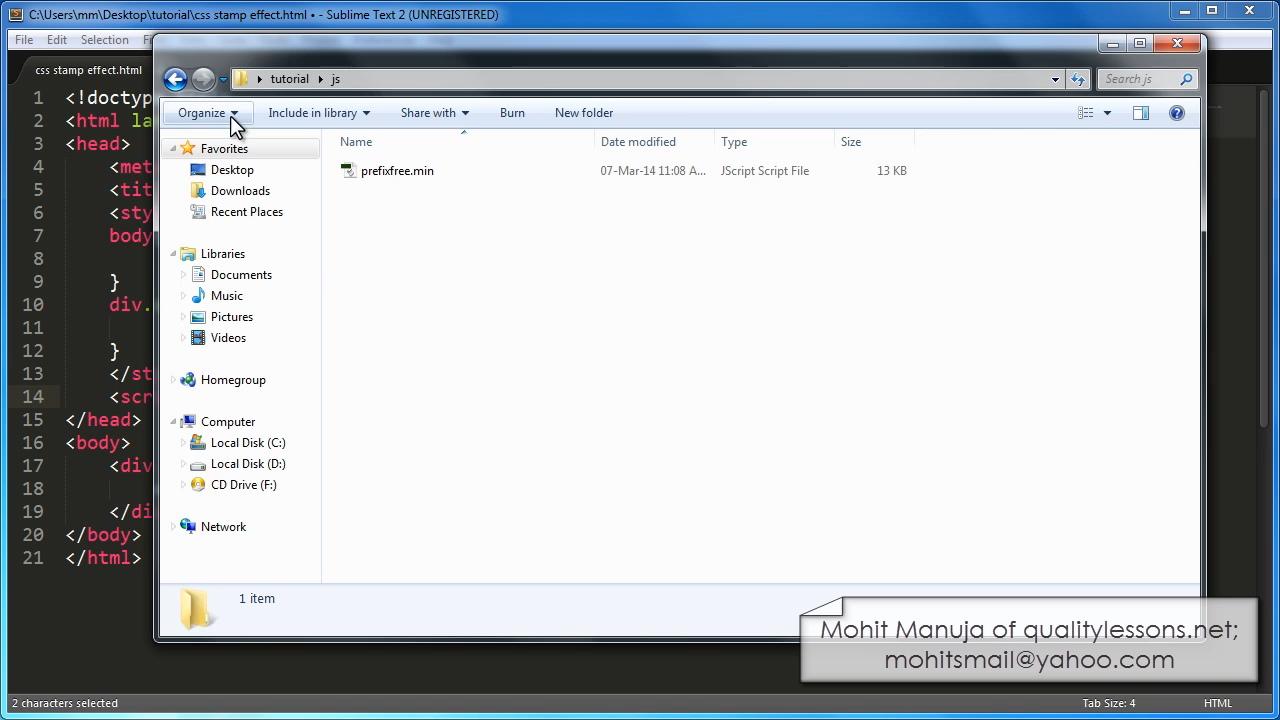 C:\Users\mm\Desktop\tutorial\css stamp effect.html • - Sublime Text 2 (UNREGISTERED)
File Edit Selection
css stamp effect.html
tutorial js
Search js
Organize Include in library Share with Burn New folder
Name Date modified Type Size
prefixfree.min 07-Mar-14 11:08 A... JScript Script File 13 KB
Favorites
Desktop
Downloads
Recent Places
Libraries
Documents
Music
Pictures
Videos
Homegroup
Computer
Local Disk (C:)
Local Disk (D:)
CD Drive (F:)
Network
1 item
1 <!doctyp
2 <html la
3 <head>
4 <met
5 <tit
6 <sty
7 body
8
9 }
10 div.
11
12 }
13 </st
14 <scr
15 </head>
16 <body>
17 <div
18
19 </di
20 </body>
21 </html>
Mohit Manuja of qualitylessons.net;
mohitsmail@yahoo.com
2 characters selected Tab Size: 4 HTML